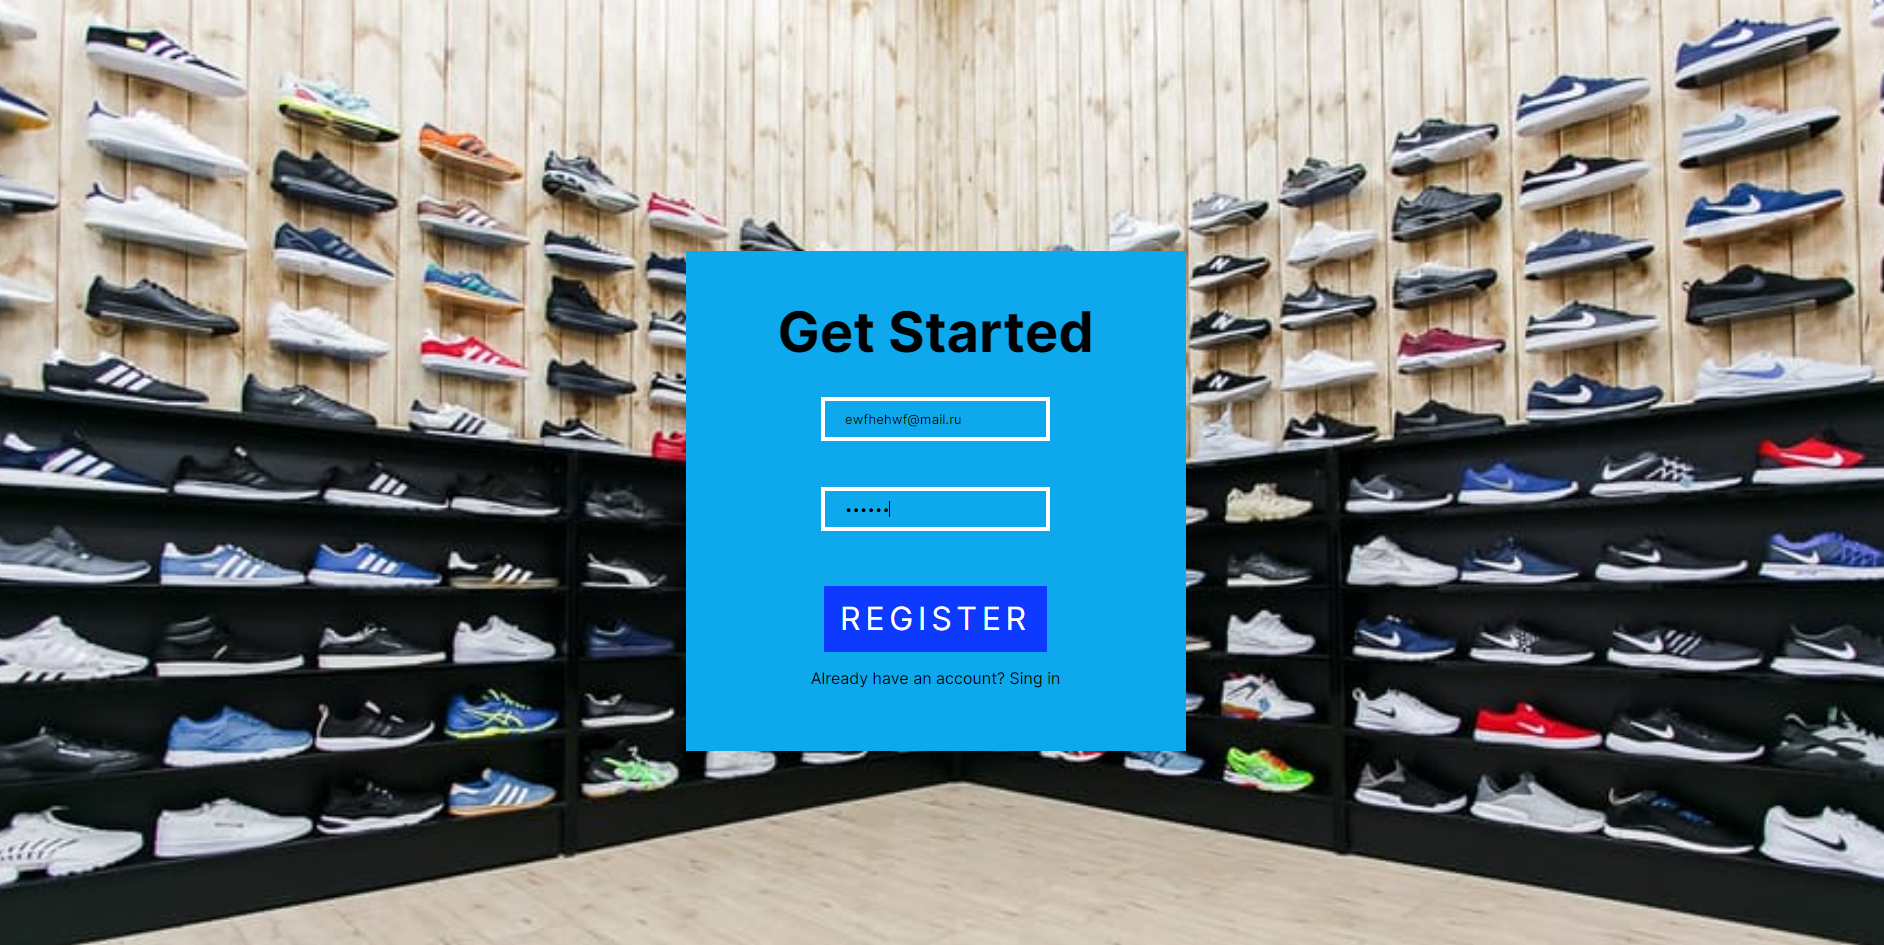 Get Started
ewfhehwf@mail.ru
••••••
REGISTER
Already have an account? Sing in